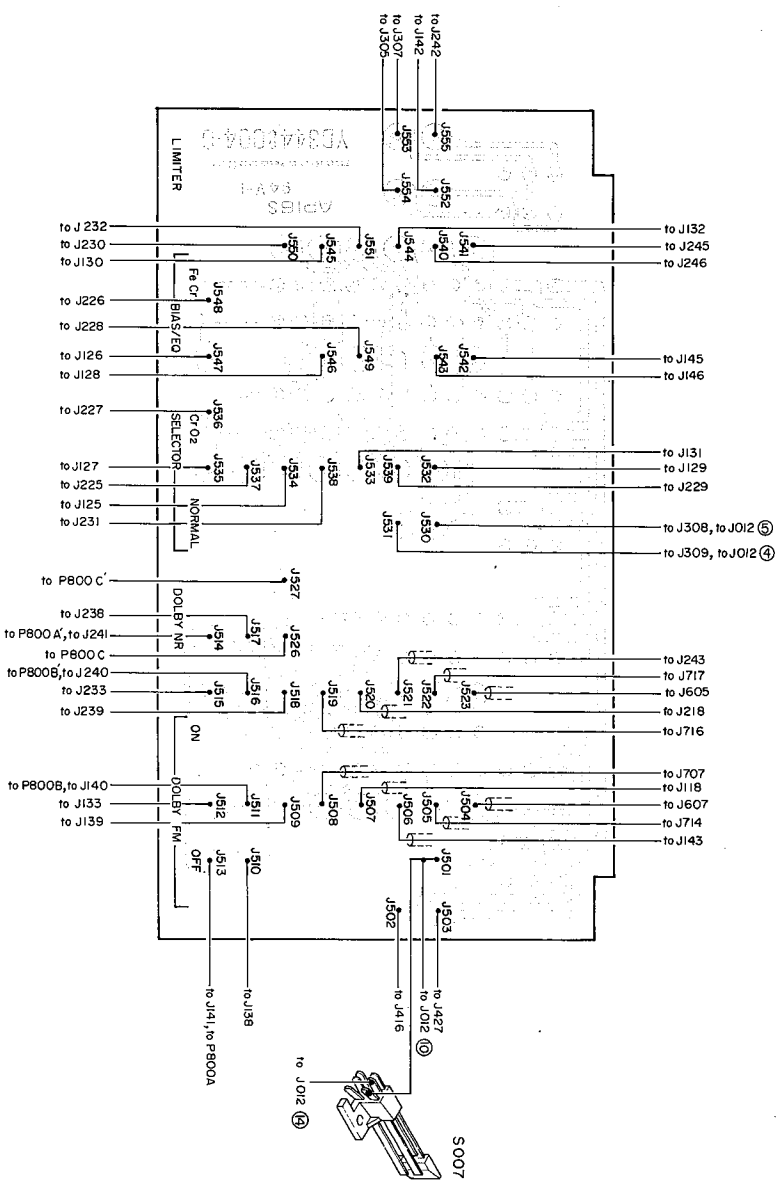 to J242
to J142
to J307
to J305
J555
J553
J552
J554
LIMITER
YD3448004-0
94V-1
APIGS
to J232
to J230
to J130
J550
J545
J551
J544
J540
J541
to J132
to J245
to J246
Fe Cr
BIAS/EQ
to J226
J548
to J228
to J126
to J128
J547
J546
J549
J543
J542
to J145
to J146
to J227
J536
CrO2
SELECTOR
to J127
to J225
to J125
to J231
J535
J537
J534
J538
J533
J539
J532
to J131
to J129
to J229
NORMAL
J531
J530
to J308, to J012 ⑤
to J309, to J012 ④
to P800 C'
J527
DOLBY NR
to J238
to P800 A', to J241
to P800 C
J514
J517
J526
to P800B', to J240
to J233
to J239
J515
J516
J518
J519
J520
J521
J522
J523
to J243
to J717
to J605
to J218
to J716
ON
DOLBY FM
OFF
to P800B, to J140
to J133
to J139
J512
J511
J509
J508
J507
J506
J505
J504
to J707
to J118
to J607
to J714
to J143
J513
J510
J501
J502
J503
to J141, to P800A
to J138
to J416
to J012 ⑩
to J427
to J012 ⑭
C
S007